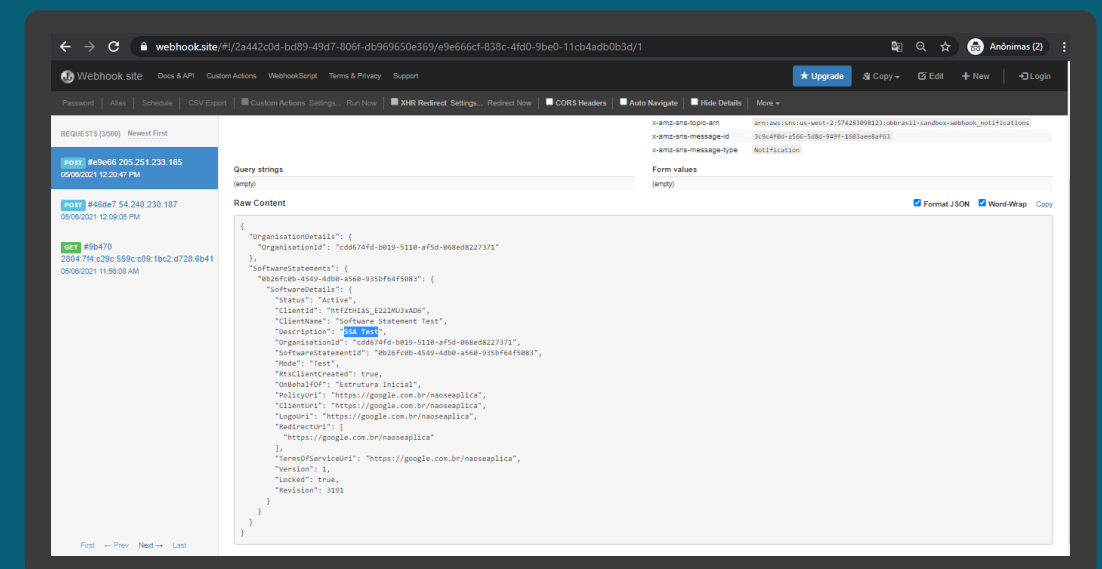 webhook.site/#!/2a442c0d-bd89-49d7-806f-db969650e369/e9e666cf-838c-4fd0-9be0-11cb4adb0b3d/1
Anônimas (2)
Webhook.site Docs & API Custom Actions WebhookScript Terms & Privacy Support
Upgrade Copy Edit New Login
Password Alias Schedule CSV Export Custom Actions Settings... Run Now XHR Redirect Settings... Redirect Now CORS Headers Auto Navigate Hide Details More
REQUESTS (3/500) Newest First
POST #e9e66 205.251.233.165
05/06/2021 12:20:47 PM
POST #46de7 54.240.230.187
05/06/2021 12:09:05 PM
GET #9b470
2804:7f4:c29c:559c:c09:1bc2:d728:6b41
05/06/2021 11:56:08 AM
First ← Prev Next → Last
x-amz-sns-topic-arn arn:aws:sns:us-west-2:574283098123:obbrasil-sandbox-webhook_notifications
x-amz-sns-message-id 3c9c4f0d-a566-5d8d-949f-1603aee8af63
x-amz-sns-message-type Notification
Query strings
(empty)
Form values
(empty)
Raw Content
Format JSON Word-Wrap Copy
{
"OrganisationDetails": {
"OrganisationId": "cdd674fd-b019-5110-af5d-068ed8227371"
},
"SoftwareStatements": {
"0b26fc0b-4549-4db0-a560-935bf64f5083": {
"SoftwareDetails": {
"Status": "Active",
"ClientId": "htfZtHIaS_E22lMUJxAD6",
"ClientName": "Software Statement Test",
"Description": "SSA Test",
"OrganisationId": "cdd674fd-b019-5110-af5d-068ed8227371",
"SoftwareStatementId": "0b26fc0b-4549-4db0-a560-935bf64f5083",
"Mode": "Test",
"RtsClientCreated": true,
"OnBehalfOf": "Estrutura Inicial",
"PolicyUri": "https://google.com.br/naoseaplica",
"ClientUri": "https://google.com.br/naoseaplica",
"LogoUri": "https://google.com.br/naoseaplica",
"RedirectUri": [
"https://google.com.br/naoseaplica"
],
"TermsOfServiceUri": "https://google.com.br/naoseaplica",
"Version": 1,
"Locked": true,
"Revision": 3191
}
}
}
}